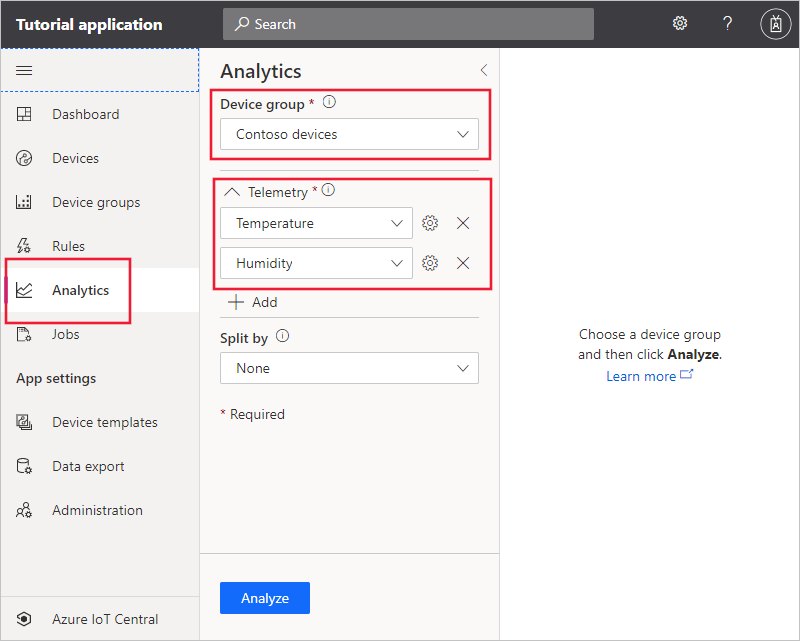 Tutorial application
Search
?
Dashboard
Devices
Device groups
Rules
Analytics
Jobs
App settings
Device templates
Data export
Administration
Azure IoT Central
Analytics
Device group *
Contoso devices
Telemetry *
Temperature
Humidity
Add
Split by
None
* Required
Analyze
Choose a device group
and then click Analyze.
Learn more